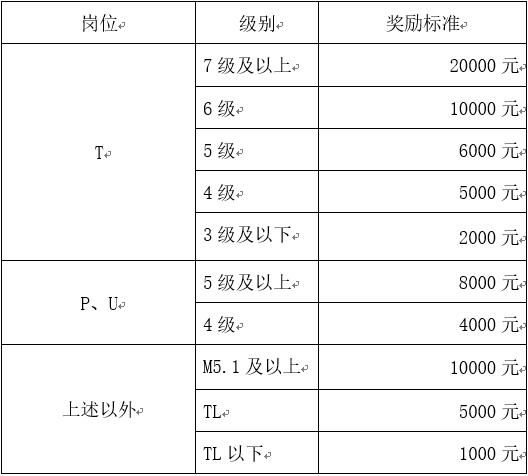 岗位 级别 奖励标准
T 7 级及以上 20000 元
6 级 10000 元
5 级 6000 元
4 级 5000 元
3 级及以下 2000 元
P、U 5 级及以上 8000 元
4 级 4000 元
上述以外 M5.1 及以上 10000 元
TL 5000 元
TL 以下 1000 元